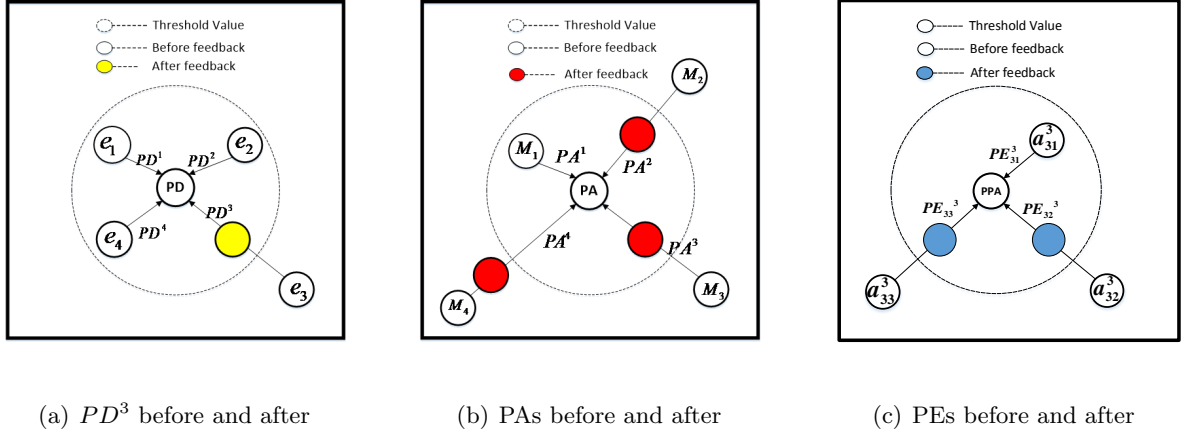 Threshold Value
Before feedback
After feedback
e₁
e₂
PD¹
PD²
PD
PD³
PD⁴
e₄
e₃
Threshold Value
Before feedback
After feedback
M₂
M₁
PA¹
PA²
PA
PA⁴
PA³
M₄
M₃
Threshold Value
Before feedback
After feedback
a³₃₁
PE³₃₁
PPA
PE₃₃³
PE₃₂³
a³₃₃
a³₃₂
(a) PD³ before and after
(b) PAs before and after
(c) PEs before and after